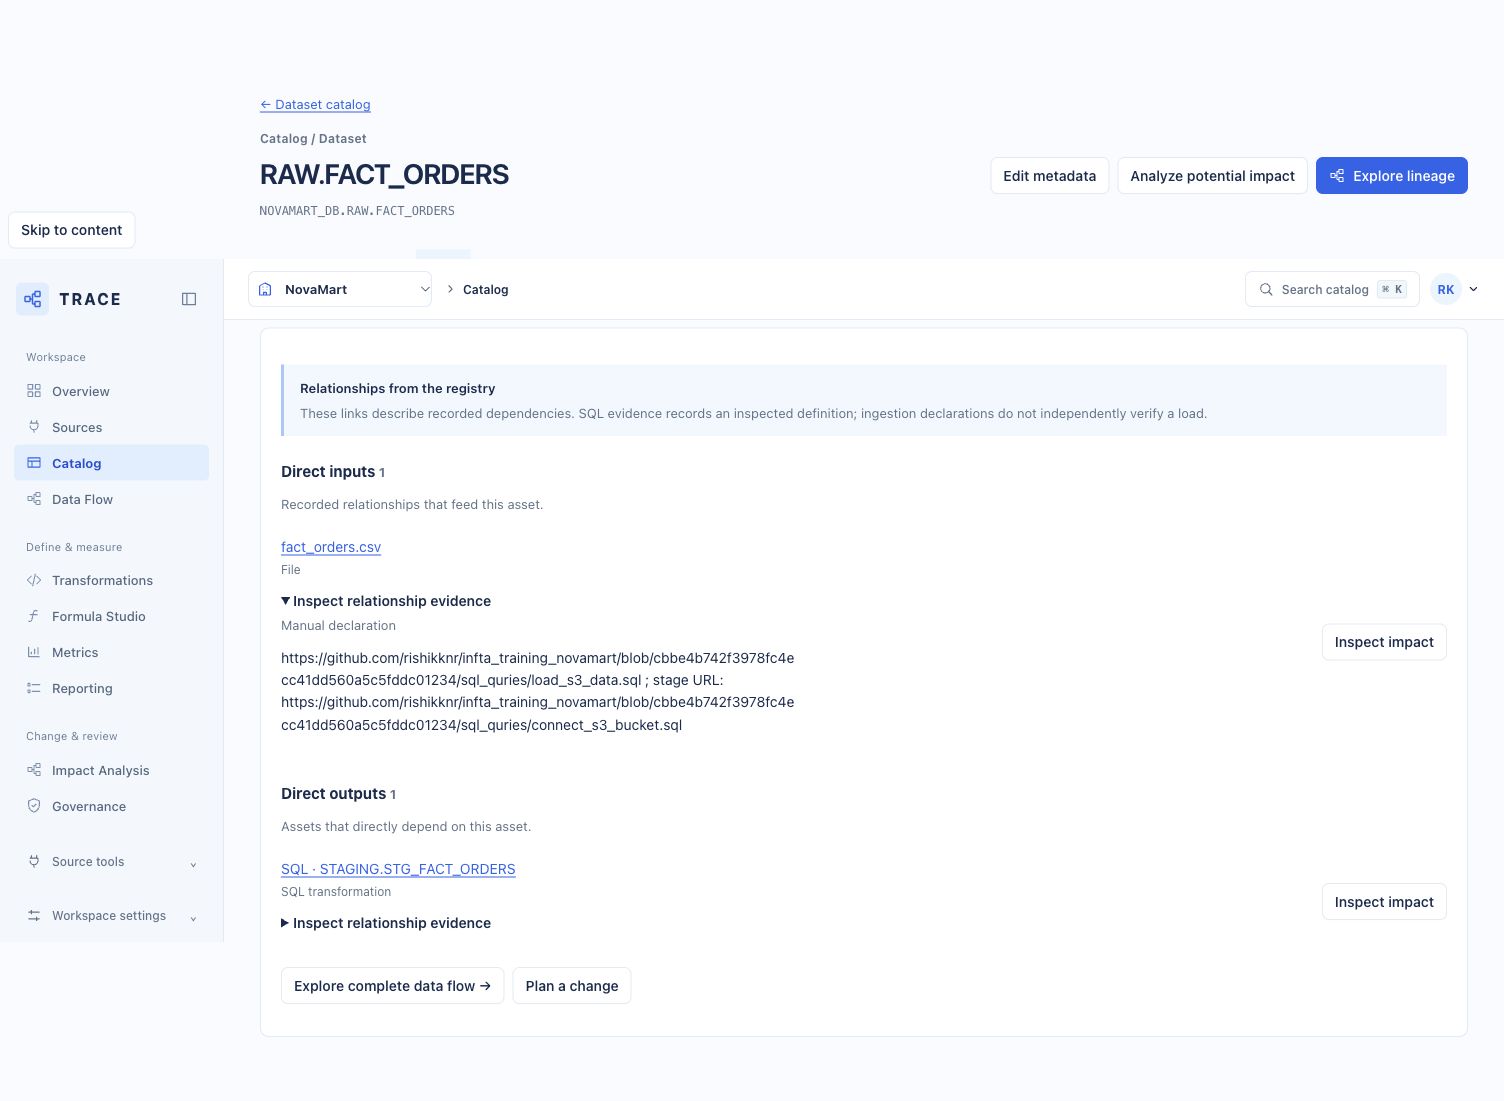 ← Dataset catalog
Catalog / Dataset
RAW.FACT_ORDERS
NOVAMART_DB.RAW.FACT_ORDERS
Edit metadata
Analyze potential impact
Explore lineage
Skip to content
TRACE
NovaMart
Catalog
Search catalog
⌘ K
RK
Workspace
Overview
Sources
Catalog
Data Flow
Define & measure
Transformations
Formula Studio
Metrics
Reporting
Change & review
Impact Analysis
Governance
Source tools
Workspace settings
Relationships from the registry
These links describe recorded dependencies. SQL evidence records an inspected definition; ingestion declarations do not independently verify a load.
Direct inputs 1
Recorded relationships that feed this asset.
fact_orders.csv
File
Inspect relationship evidence
Manual declaration
https://github.com/rishikknr/infta_training_novamart/blob/cbbe4b742f3978fc4e
cc41dd560a5c5fddc01234/sql_quries/load_s3_data.sql ; stage URL:
https://github.com/rishikknr/infta_training_novamart/blob/cbbe4b742f3978fc4e
cc41dd560a5c5fddc01234/sql_quries/connect_s3_bucket.sql
Inspect impact
Direct outputs 1
Assets that directly depend on this asset.
SQL · STAGING.STG_FACT_ORDERS
SQL transformation
Inspect relationship evidence
Inspect impact
Explore complete data flow →
Plan a change